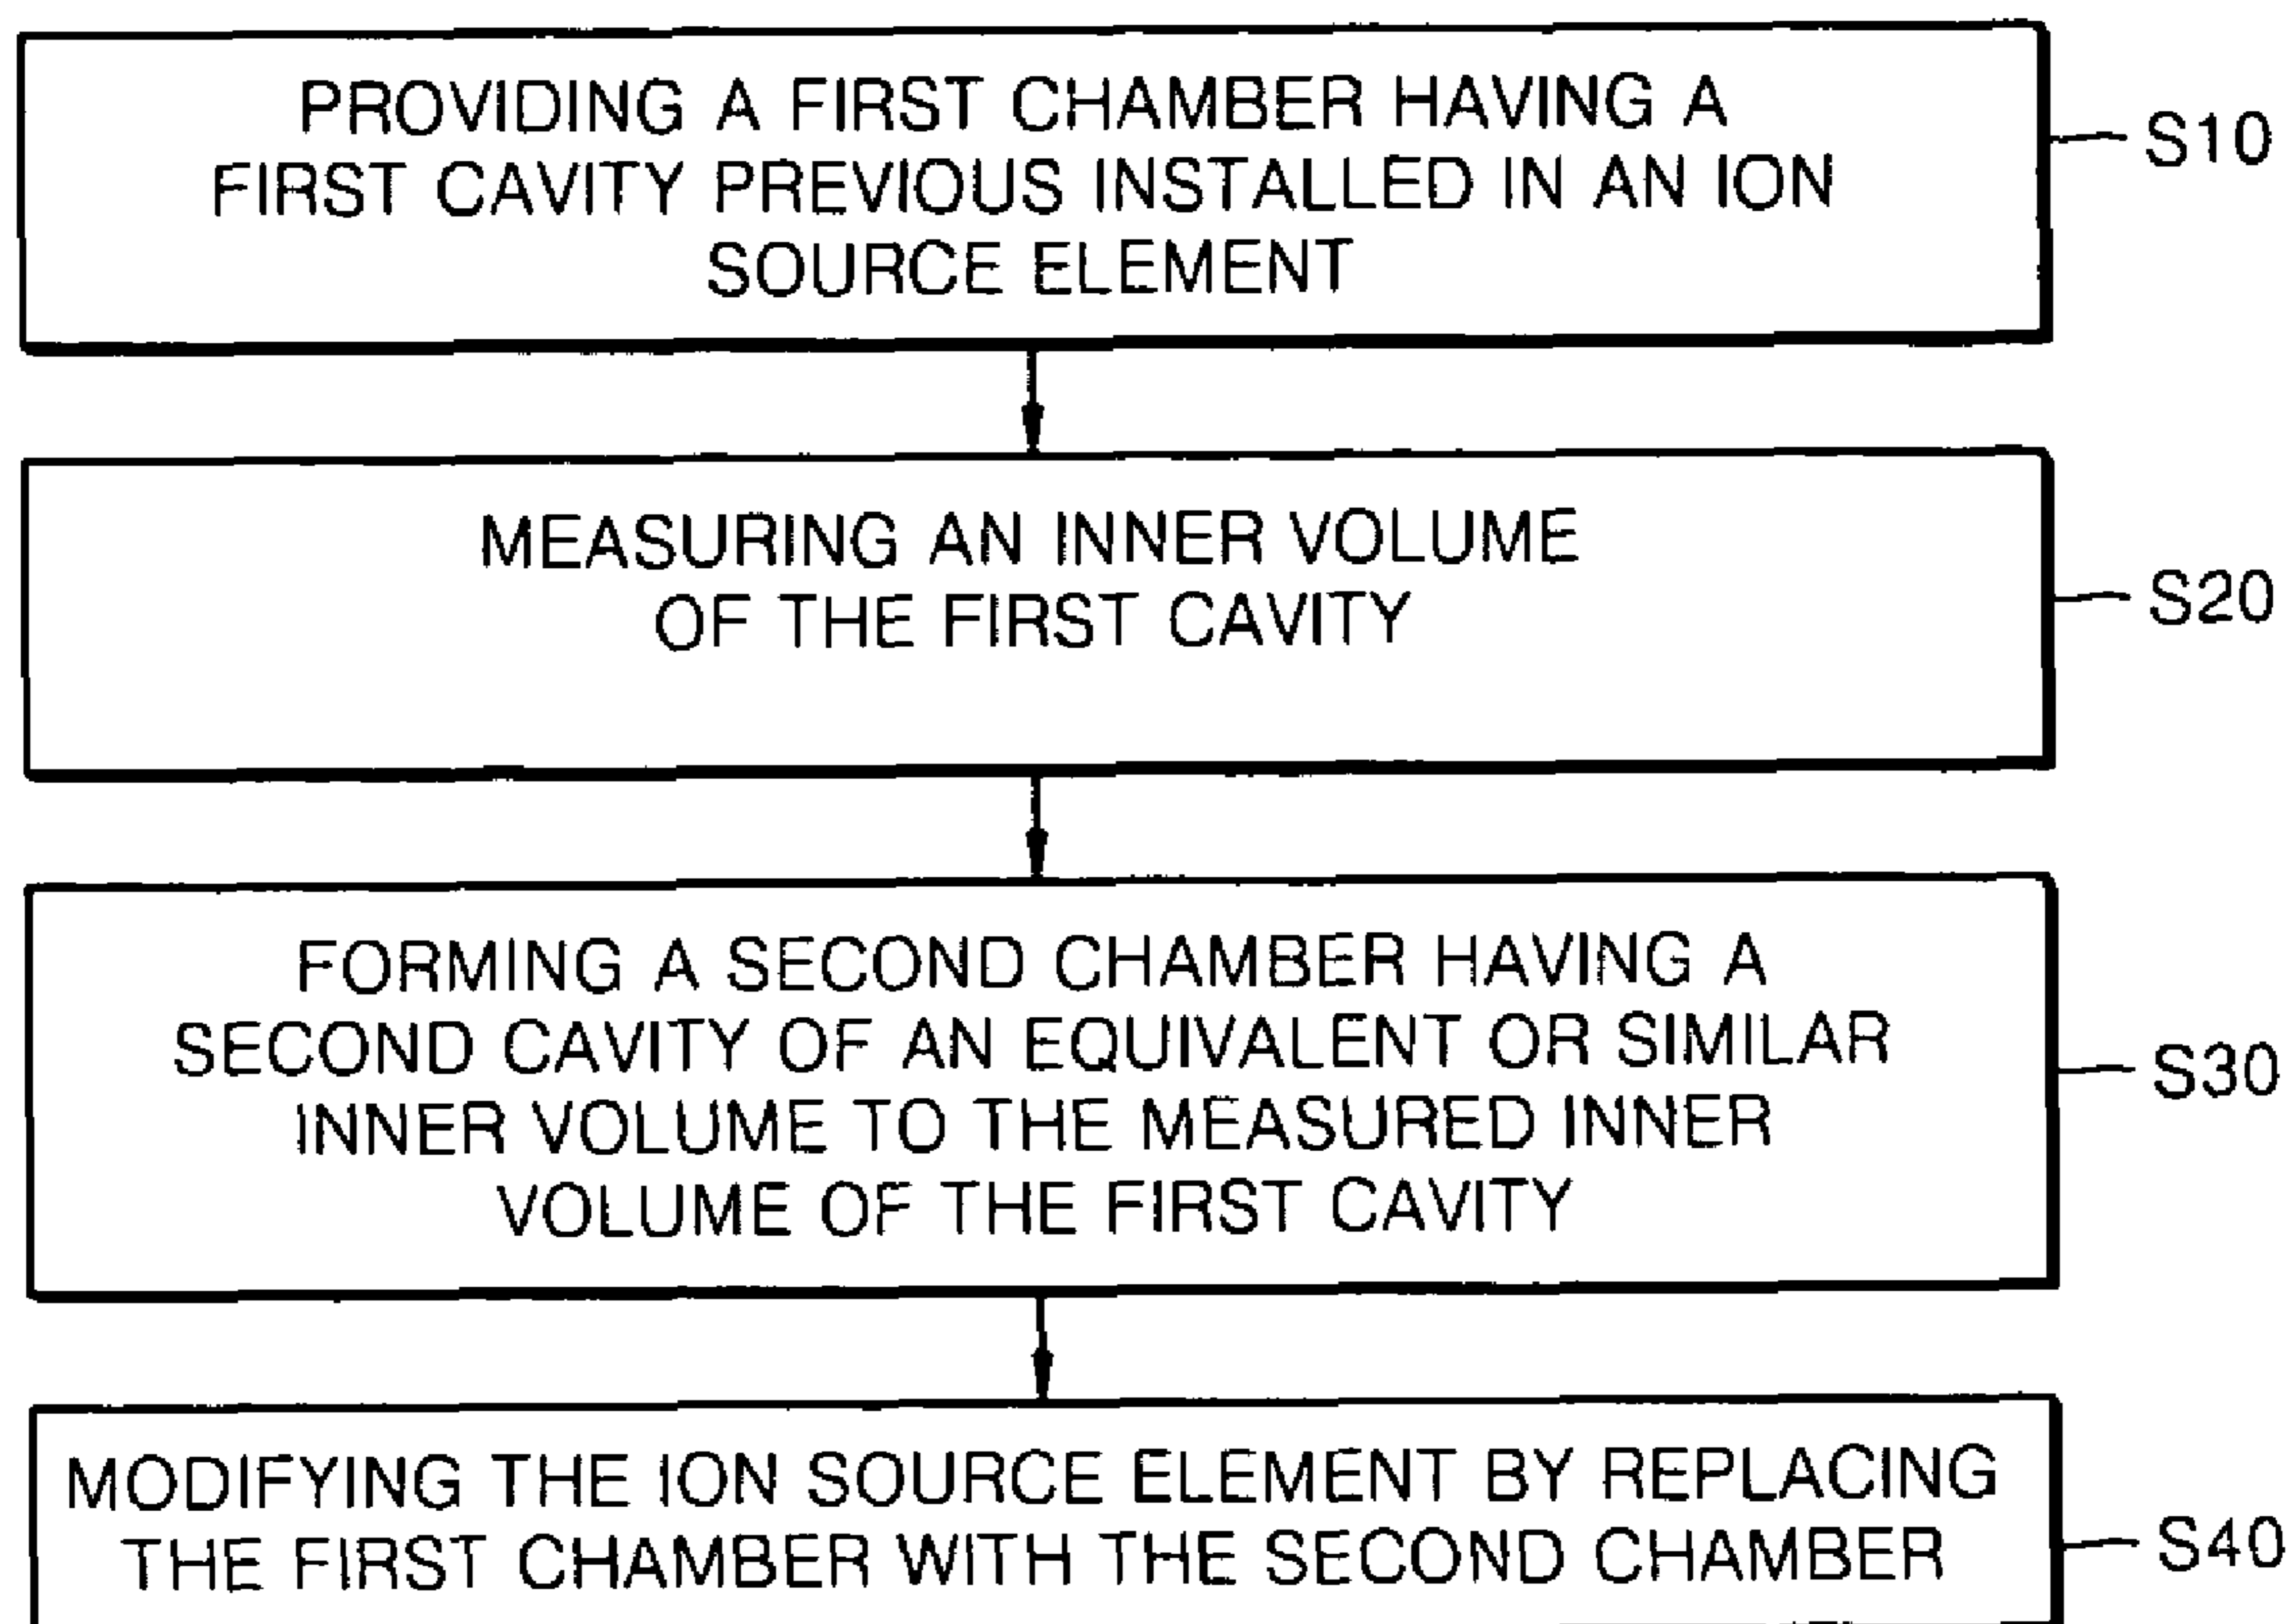 PROVIDING A FIRST CHAMBER HAVING A
FIRST CAVITY PREVIOUS INSTALLED IN AN ION
SOURCE ELEMENT
S10
MEASURING AN INNER VOLUME
OF THE FIRST CAVITY
S20
FORMING A SECOND CHAMBER HAVING A
SECOND CAVITY OF AN EQUIVALENT OR SIMILAR
INNER VOLUME TO THE MEASURED INNER
VOLUME OF THE FIRST CAVITY
S30
MODIFYING THE ION SOURCE ELEMENT BY REPLACING
THE FIRST CHAMBER WITH THE SECOND CHAMBER
S40